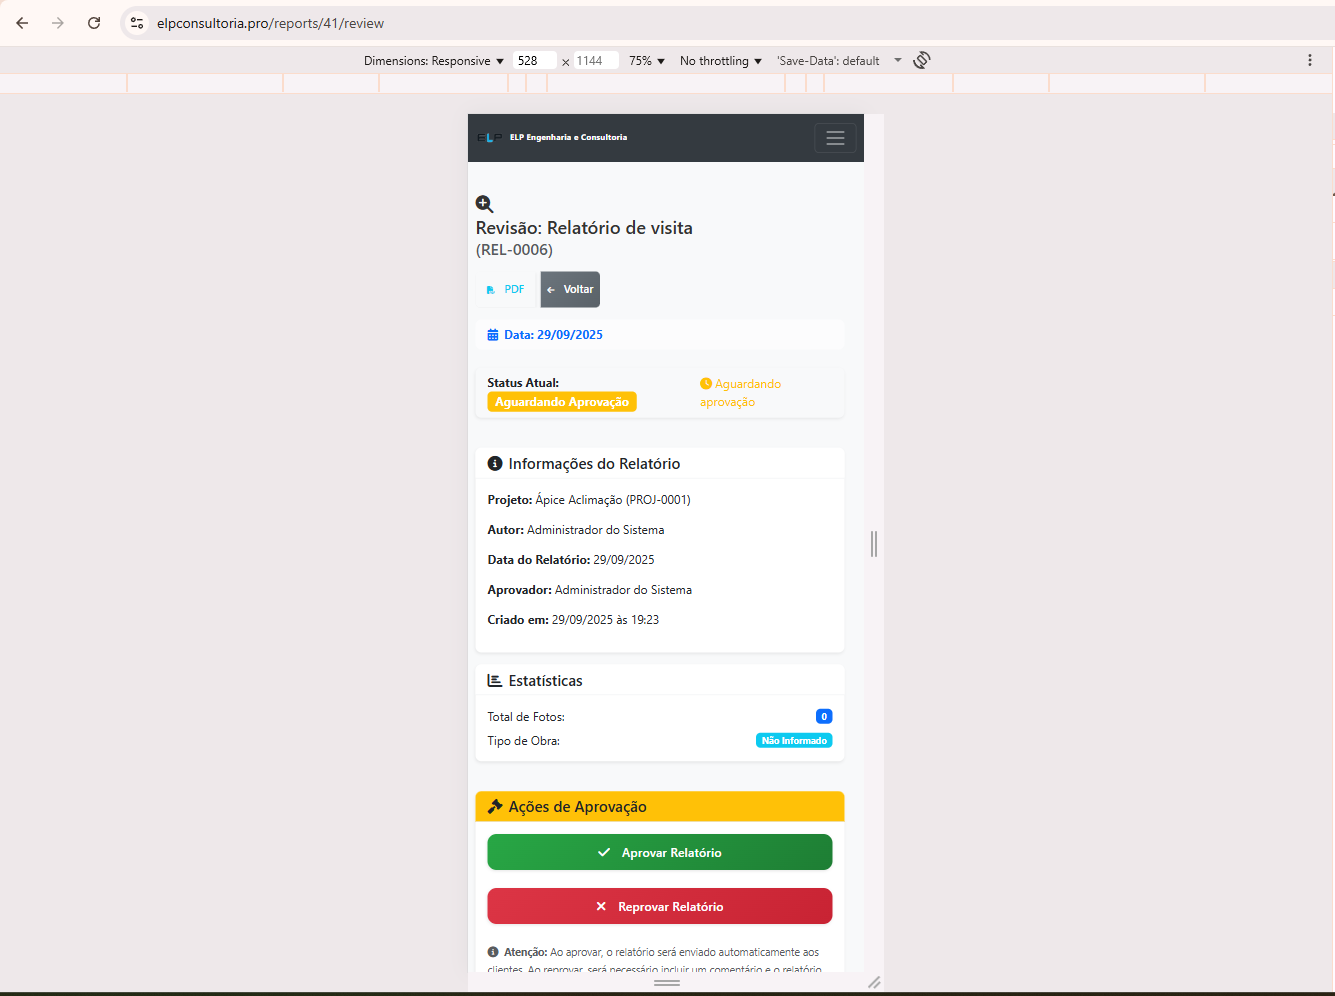 elpconsultoria.pro/reports/41/review
Dimensions: Responsive 528 × 1144 75% No throttling 'Save-Data': default
ELP ELP Engenharia e Consultoria
Revisão: Relatório de visita
(REL-0006)
PDF Voltar
Data: 29/09/2025
Status Atual:
Aguardando Aprovação
Aguardando
aprovação
Informações do Relatório
Projeto: Ápice Aclimação (PROJ-0001)
Autor: Administrador do Sistema
Data do Relatório: 29/09/2025
Aprovador: Administrador do Sistema
Criado em: 29/09/2025 às 19:23
Estatísticas
Total de Fotos: 0
Tipo de Obra: Não Informado
Ações de Aprovação
Aprovar Relatório
Reprovar Relatório
Atenção: Ao aprovar, o relatório será enviado automaticamente aos
clientes. Ao reprovar, será necessário incluir um comentário e o relatório